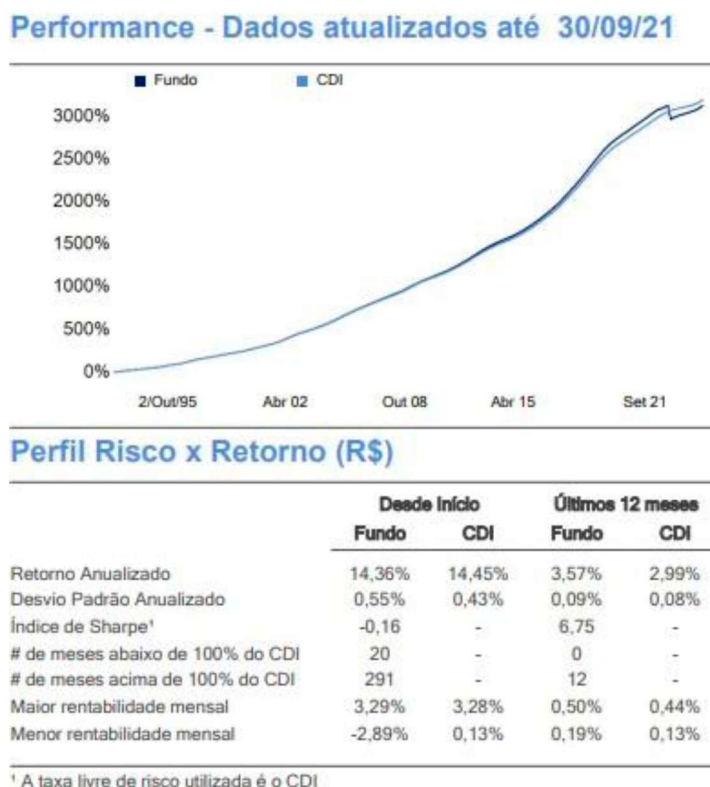 Performance - Dados atualizados até 30/09/21
Fundo CDI
3000%
2500%
2000%
1500%
1000%
500%
0%
2/Out/95 Abr 02 Out 08 Abr 15 Set 21
Perfil Risco x Retorno (R$)
Desde Início Últimos 12 meses
Fundo CDI Fundo CDI
Retorno Anualizado 14,36% 14,45% 3,57% 2,99%
Desvio Padrão Anualizado 0,55% 0,43% 0,09% 0,08%
Índice de Sharpe¹ -0,16 - 6,75 -
# de meses abaixo de 100% do CDI 20 - 0 -
# de meses acima de 100% do CDI 291 - 12 -
Maior rentabilidade mensal 3,29% 3,28% 0,50% 0,44%
Menor rentabilidade mensal -2,89% 0,13% 0,19% 0,13%
¹ A taxa livre de risco utilizada é o CDI